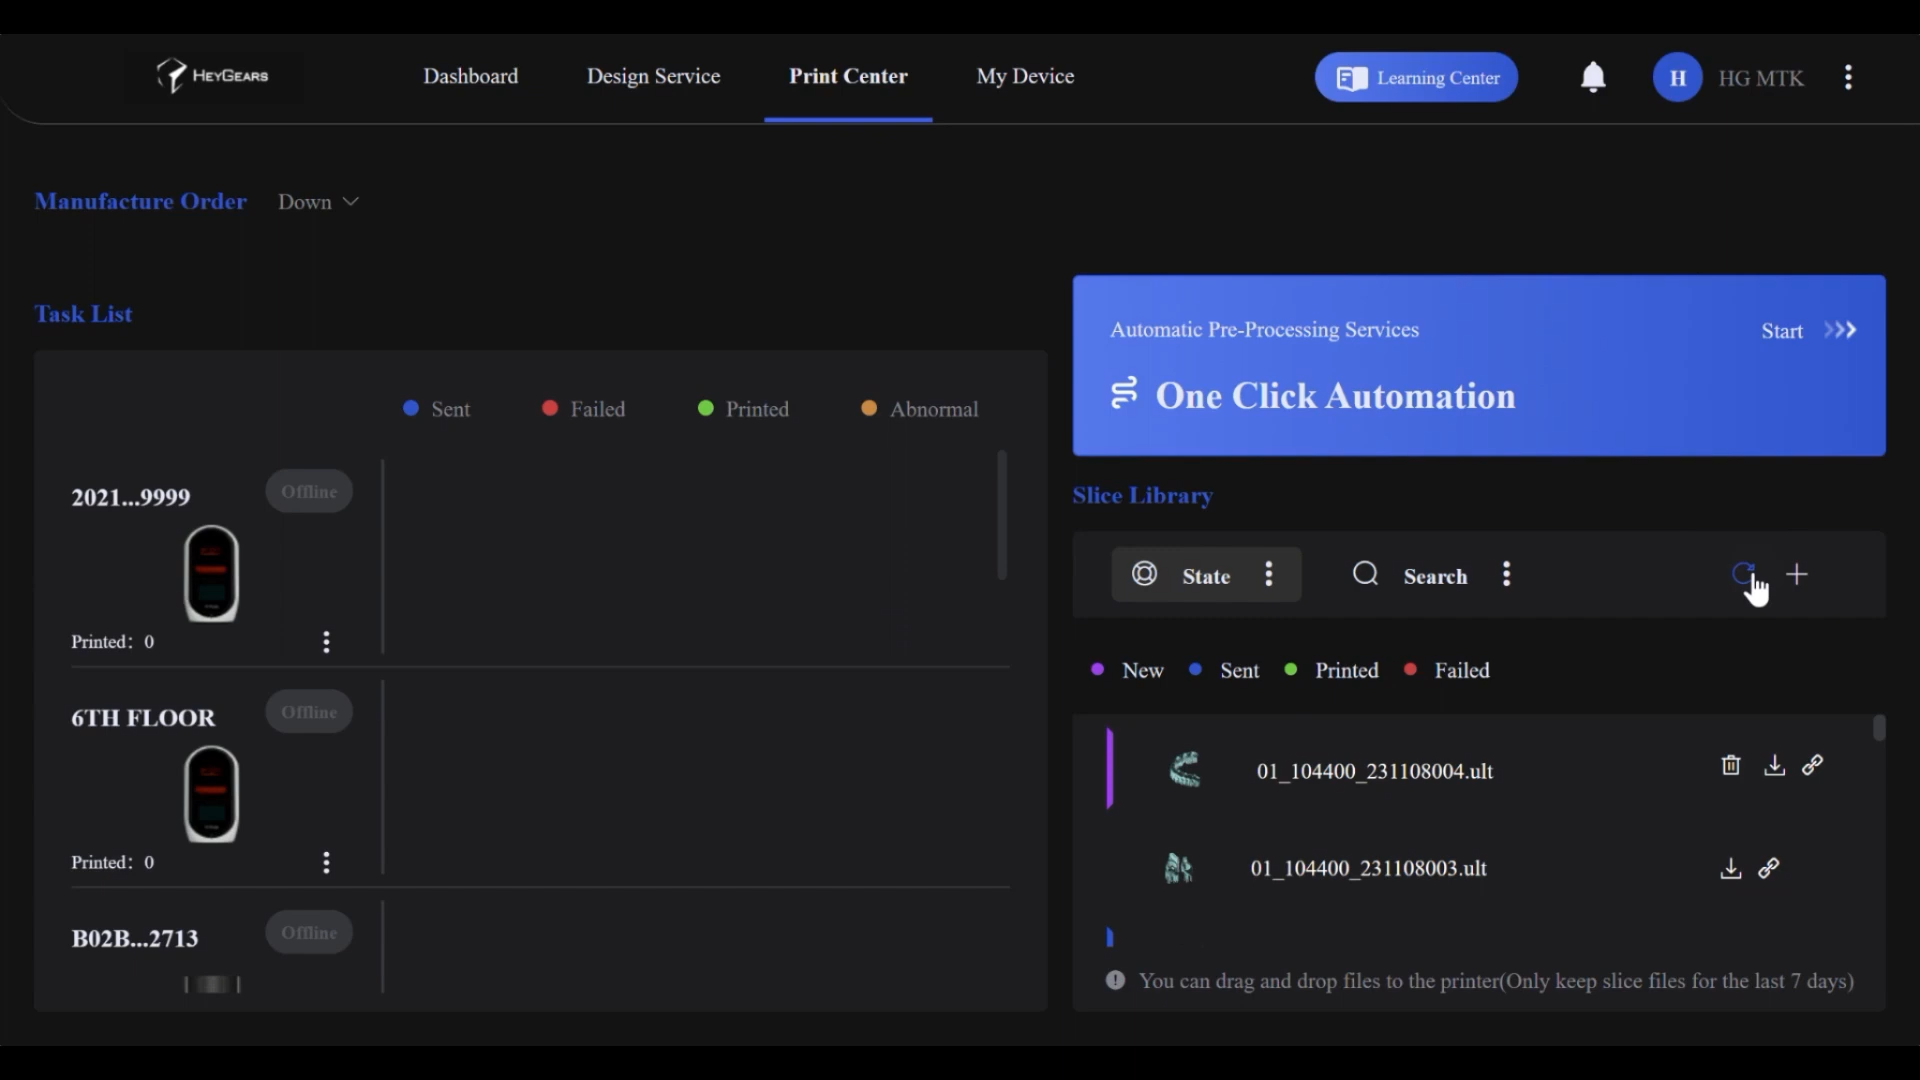 HEYGEARS
Dashboard
Design Service
Print Center
My Device
Learning Center
H
HG MTK
Manufacture Order
Down
Task List
Sent
Failed
Printed
Abnormal
2021...9999
Offline
Printed: 0
6TH FLOOR
Offline
Printed: 0
B02B...2713
Offline
Automatic Pre-Processing Services
Start
One Click Automation
Slice Library
State
Search
New
Sent
Printed
Failed
01_104400_231108004.ult
01_104400_231108003.ult
You can drag and drop files to the printer(Only keep slice files for the last 7 days)